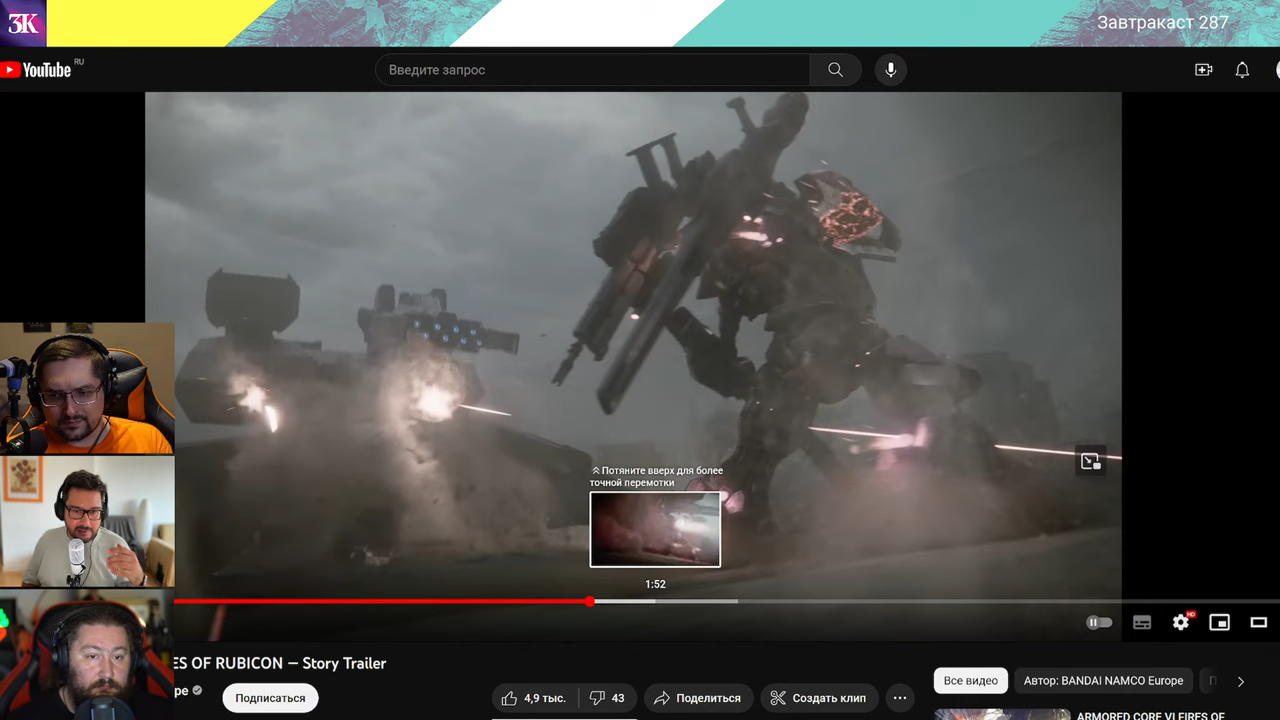 ЗК
Завтракаст 287
YouTube RU
Введите запрос
Потяните вверх для более
точной перемотки
1:52
HD
ES OF RUBICON – Story Trailer
pe
Подписаться
4,9 тыс.
43
Поделиться
Создать клип
Все видео
Автор: BANDAI NAMCO Europe
ARMORED CORE VI FIRES OF